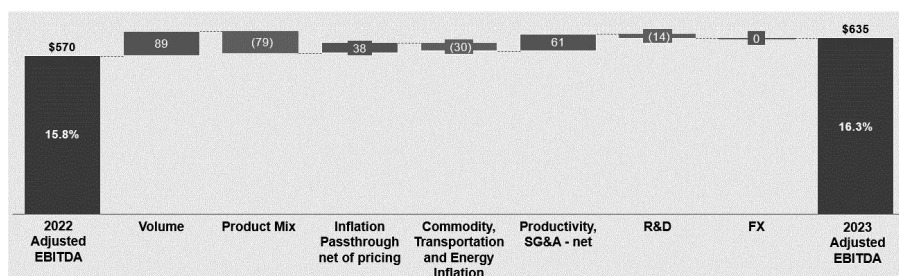 $570
89
(79)
38
(30)
61
(14)
0
$635
15.8%
16.3%
2022
Adjusted
EBITDA
Volume
Product Mix
Inflation
Passthrough
net of pricing
Commodity,
Transportation
and Energy
Inflation
Productivity,
SG&A - net
R&D
FX
2023
Adjusted
EBITDA